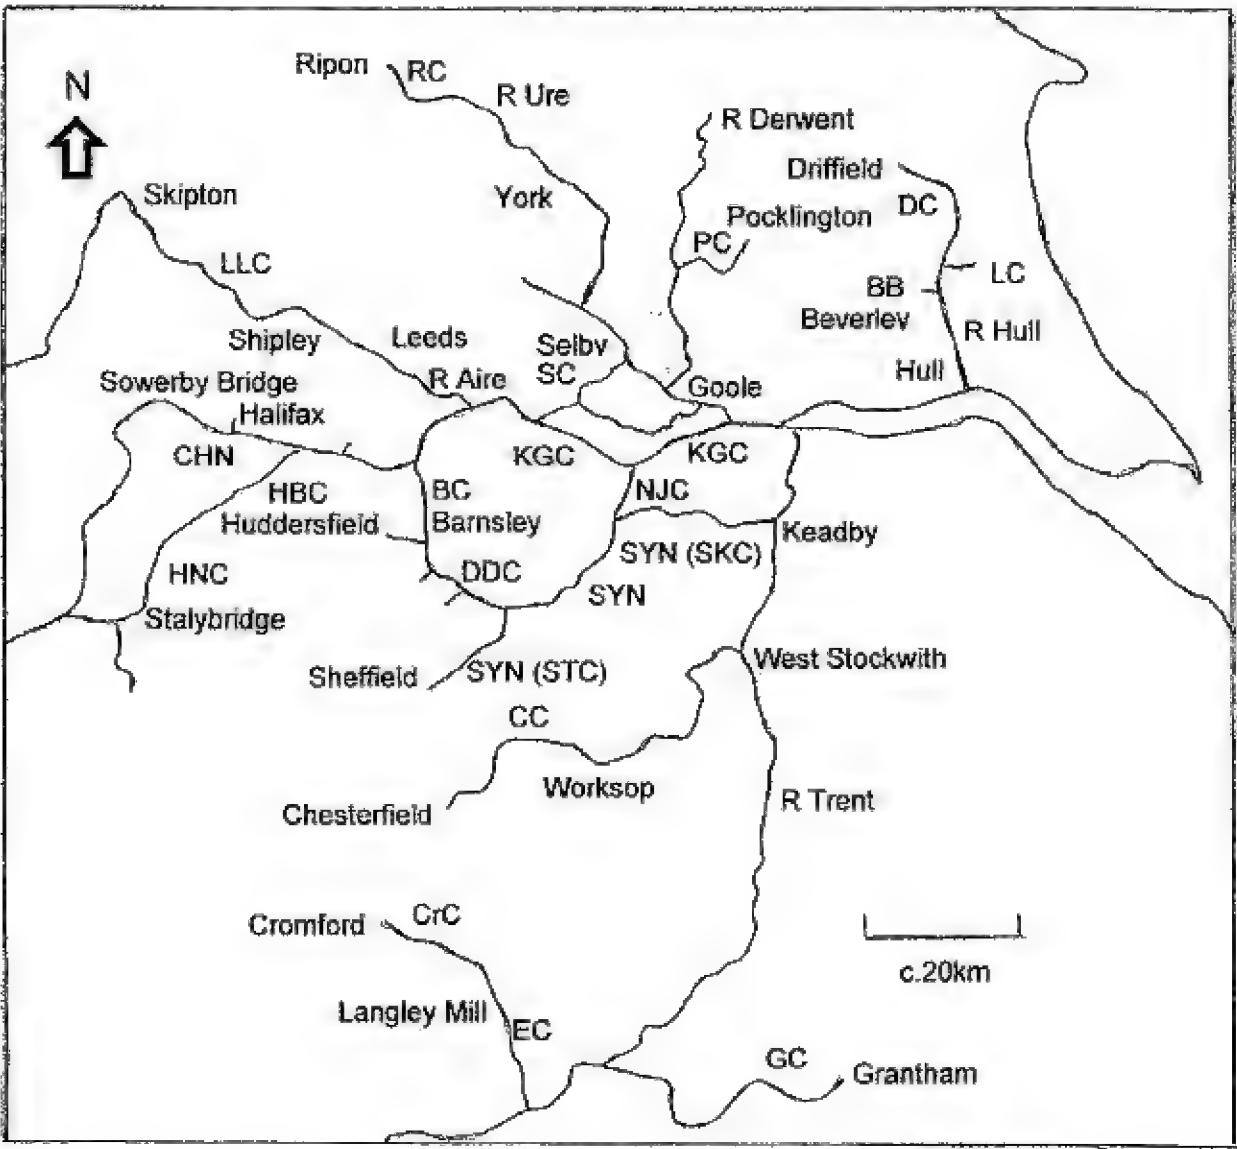 Ripon
RC
R Ure
N
R Derwent
Driffield
Skipton
York
DC
Pocklington
PC
LLC
LC
BB
Beverlev
R Hull
Shipley
Leeds
Selbv
SC
Hull
Sowerby Bridge
R Aire
Goole
Halifax
CHN
KGC
KGC
HBC
BC
NJC
Huddersfield
Barnsley
Keadby
SYN (SKC)
HNC
DDC
SYN
Stalybridge
West Stockwith
Sheffield
SYN (STC)
CC
Worksop
R Trent
Chesterfield
Cromford
CrC
c.20km
Langley Mill
EC
GC
Grantham